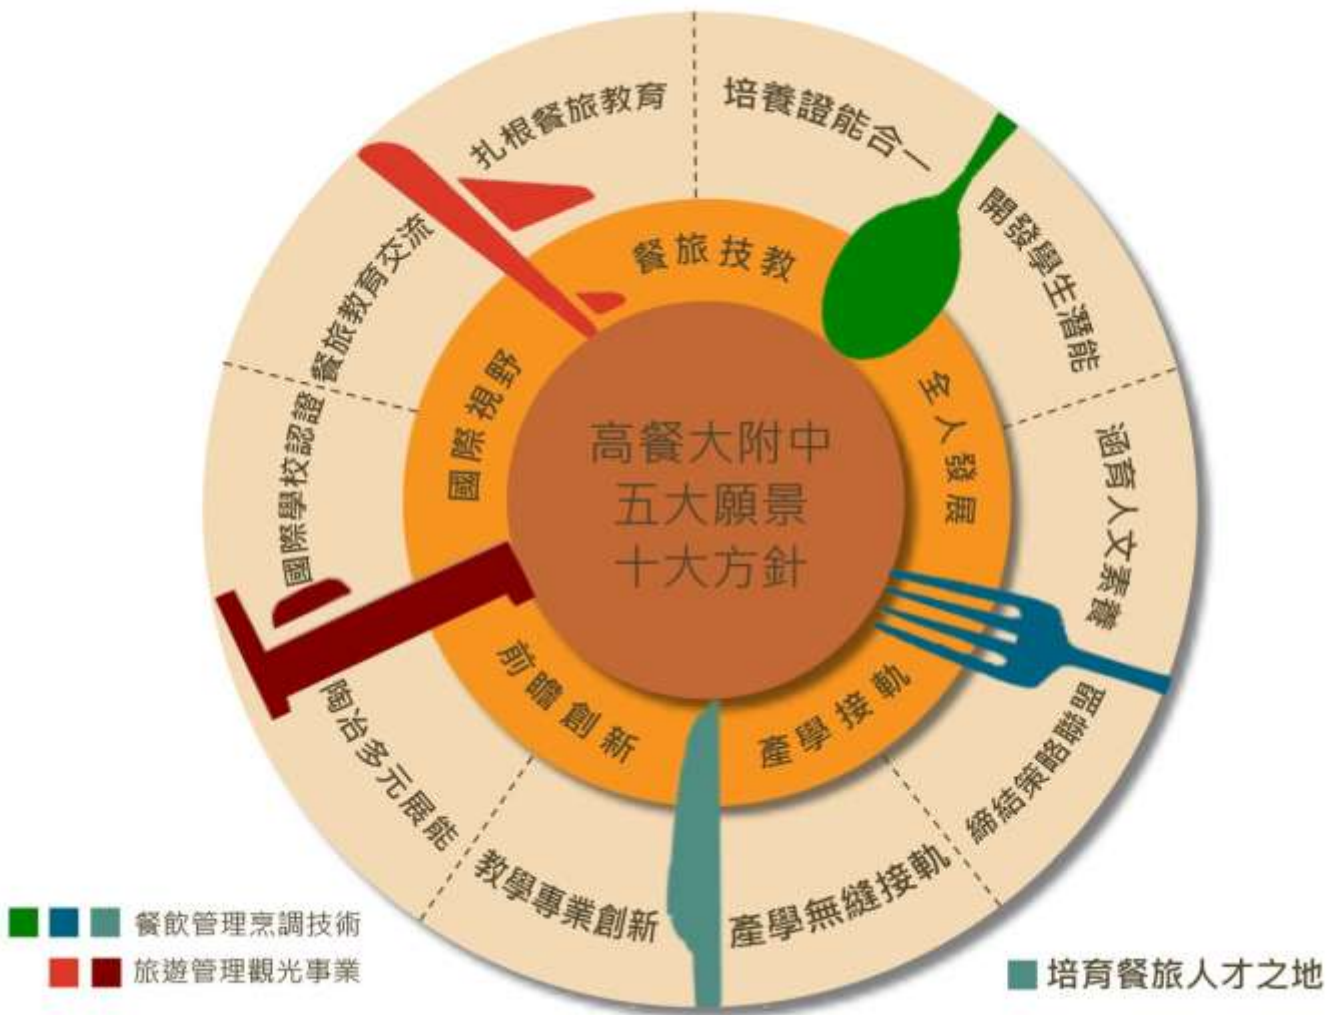 高餐大附中
五大願景
十大方針
餐旅技教
全人發展
產學接軌
前瞻創新
國際視野
扎根餐旅教育
培養證能合一
開發學生潛能
涵育人文素養
締結策略聯盟
產學無縫接軌
教學專業創新
陶冶多元展能
國際學校認證
餐旅教育交流
餐飲管理烹調技術
旅遊管理觀光事業
培育餐旅人才之地